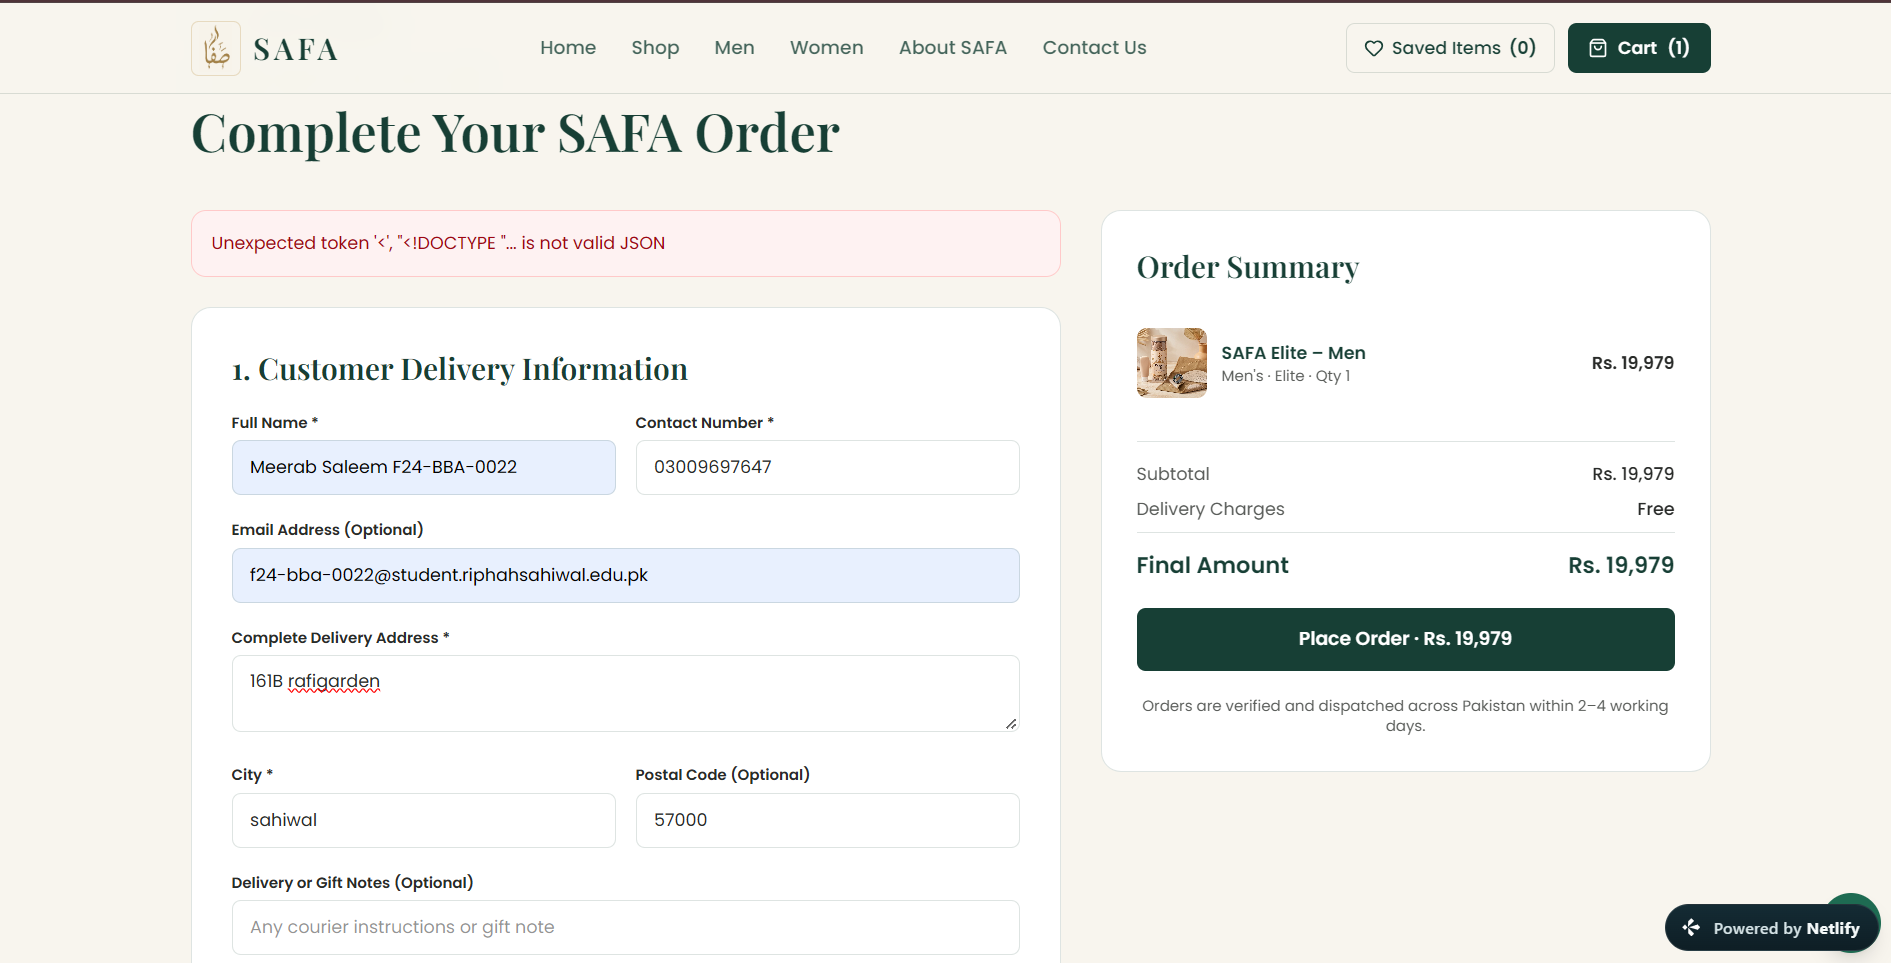 صفا
SAFA
Home
Shop
Men
Women
About SAFA
Contact Us
Saved Items (0)
Cart (1)
Complete Your SAFA Order
Unexpected token '<', "<!DOCTYPE "... is not valid JSON
1. Customer Delivery Information
Full Name *
Contact Number *
Meerab Saleem F24-BBA-0022
03009697647
Email Address (Optional)
f24-bba-0022@student.riphahsahiwal.edu.pk
Complete Delivery Address *
161B rafigarden
City *
Postal Code (Optional)
sahiwal
57000
Delivery or Gift Notes (Optional)
Any courier instructions or gift note
Order Summary
SAFA Elite – Men
Men's · Elite · Qty 1
Rs. 19,979
Subtotal
Rs. 19,979
Delivery Charges
Free
Final Amount
Rs. 19,979
Place Order · Rs. 19,979
Orders are verified and dispatched across Pakistan within 2–4 working
days.
Powered by Netlify